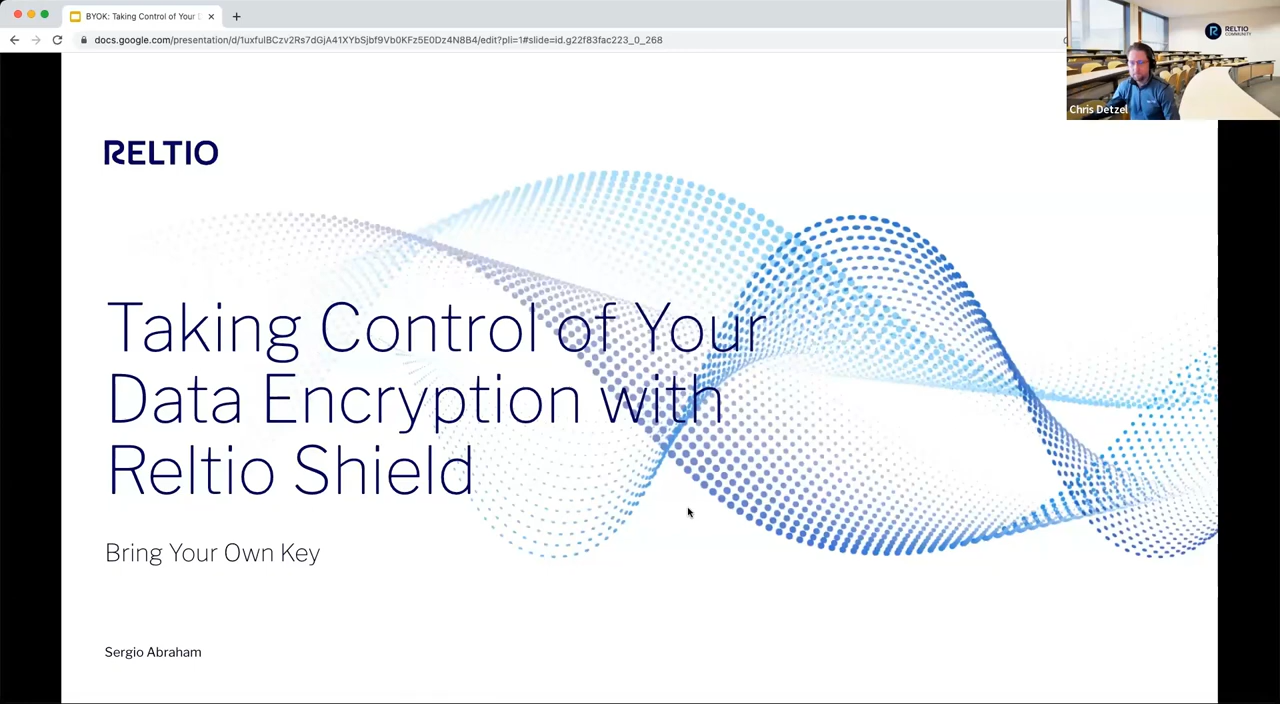 BYOK: Taking Control of Your
docs.google.com/presentation/d/1uxfulBCzv2Rs7dGjA41XYbSjbf9Vb0KFz5E0Dz4N8B4/edit?pli=1#slide=id.g22f83fac223_0_268
RELTIO
COMMUNITY
Chris Detzel
RELTIO
Taking Control of Your
Data Encryption with
Reltio Shield
Bring Your Own Key
Sergio Abraham